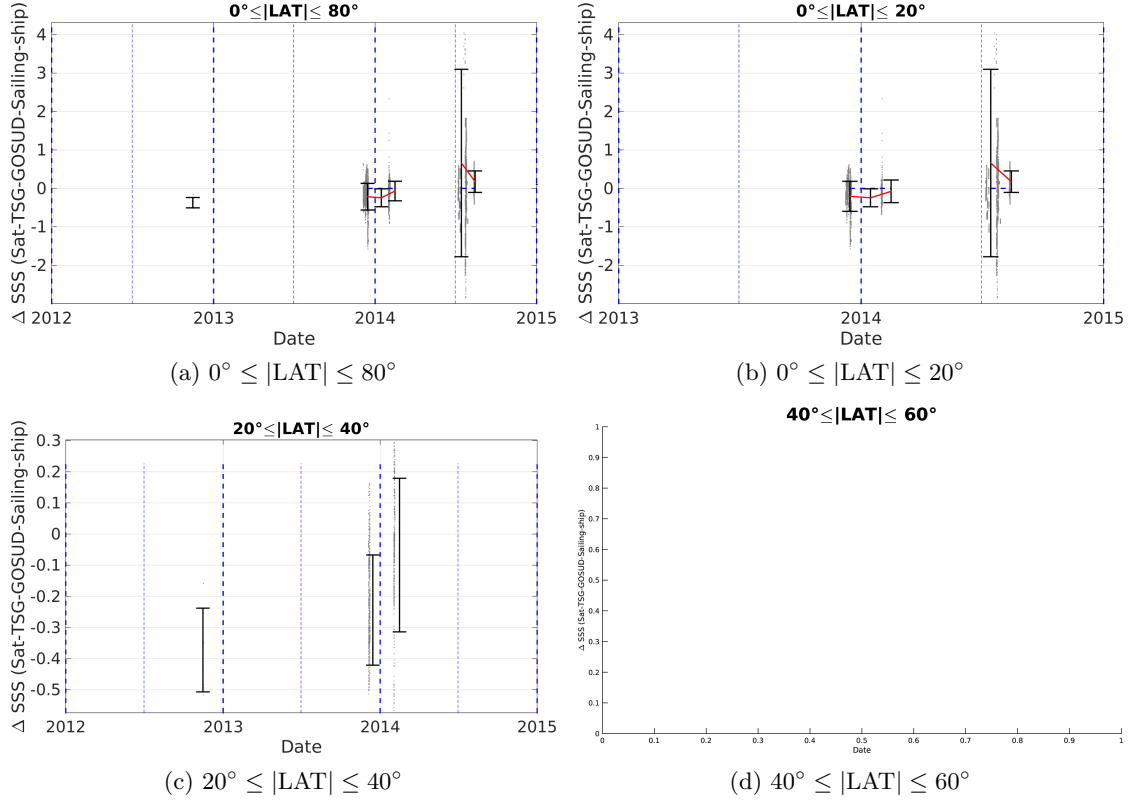 0°≤|LAT|≤ 80°
Δ SSS (Sat-TSG-GOSUD-Sailing-ship)
4
3
2
1
0
-1
-2
2012 2013 2014 2015
Date
(a) 0° ≤ |LAT| ≤ 80°
0°≤|LAT|≤ 20°
Δ SSS (Sat-TSG-GOSUD-Sailing-ship)
4
3
2
1
0
-1
-2
2013 2014 2015
Date
(b) 0° ≤ |LAT| ≤ 20°
20°≤|LAT|≤ 40°
Δ SSS (Sat-TSG-GOSUD-Sailing-ship)
0.3
0.2
0.1
0
-0.1
-0.2
-0.3
-0.4
-0.5
2012 2013 2014 2015
Date
(c) 20° ≤ |LAT| ≤ 40°
40°≤|LAT|≤ 60°
Δ SSS (Sat-TSG-GOSUD-Sailing-ship)
1
0.9
0.8
0.7
0.6
0.5
0.4
0.3
0.2
0.1
0
0 0.1 0.2 0.3 0.4 0.5 0.6 0.7 0.8 0.9 1
Date
(d) 40° ≤ |LAT| ≤ 60°